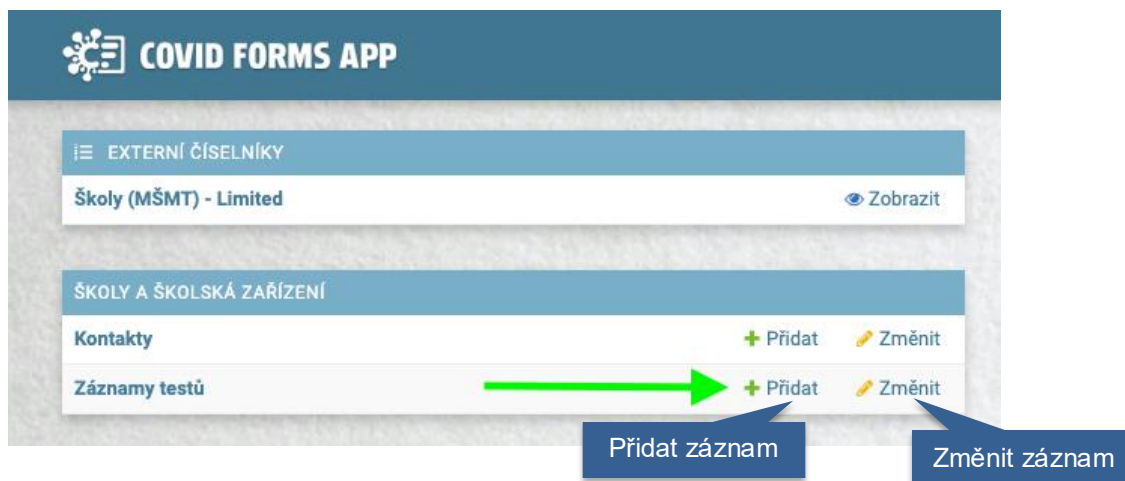 COVID FORMS APP
EXTERNÍ ČÍSELNÍKY
Školy (MŠMT) - Limited Zobrazit
ŠKOLY A ŠKOLSKÁ ZAŘÍZENÍ
Kontakty Přidat Změnit
Záznamy testů Přidat Změnit
Přidat záznam
Změnit záznam